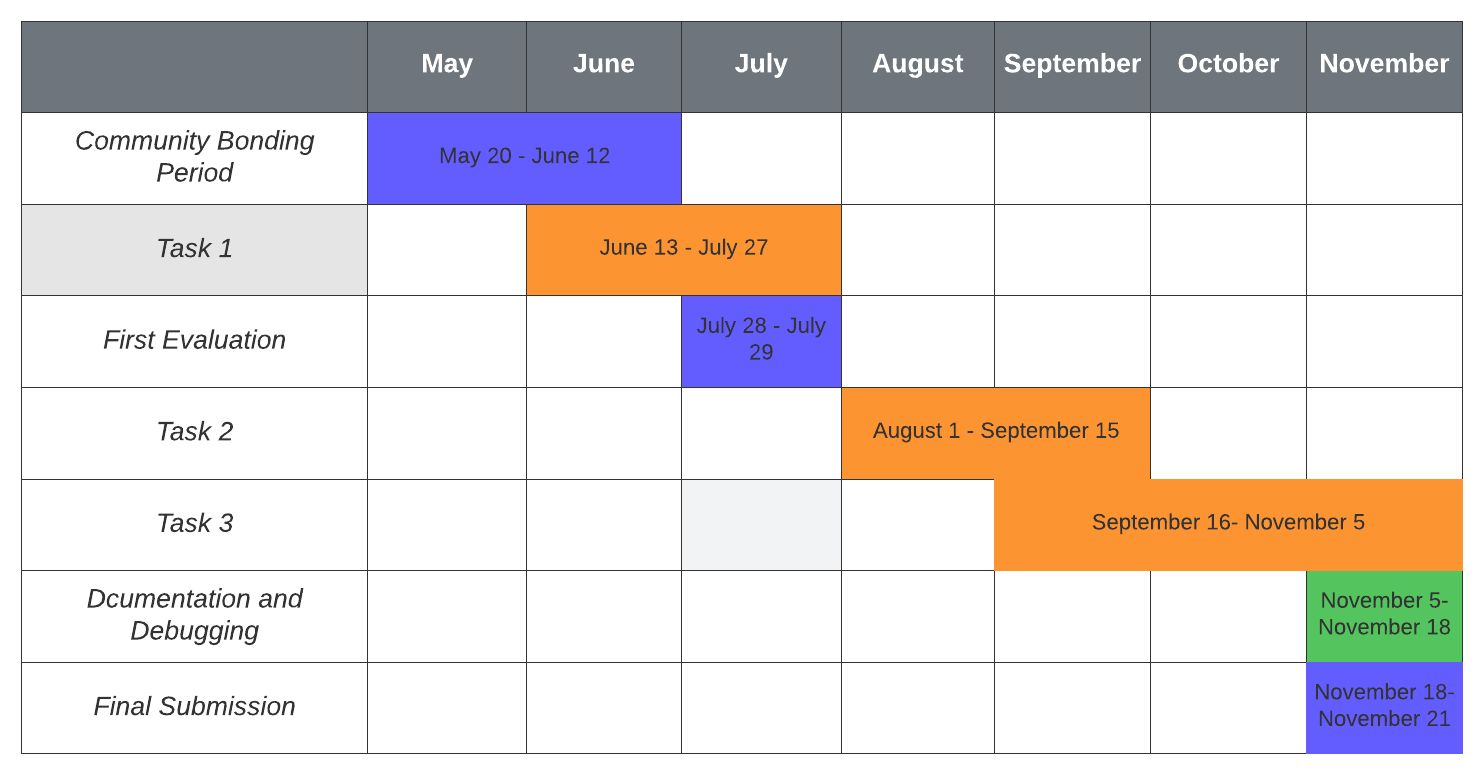 May June July August September October November
Community Bonding
Period
May 20 - June 12
Task 1
June 13 - July 27
First Evaluation
July 28 - July
29
Task 2
August 1 - September 15
Task 3
September 16- November 5
Dcumentation and
Debugging
November 5-
November 18
Final Submission
November 18-
November 21